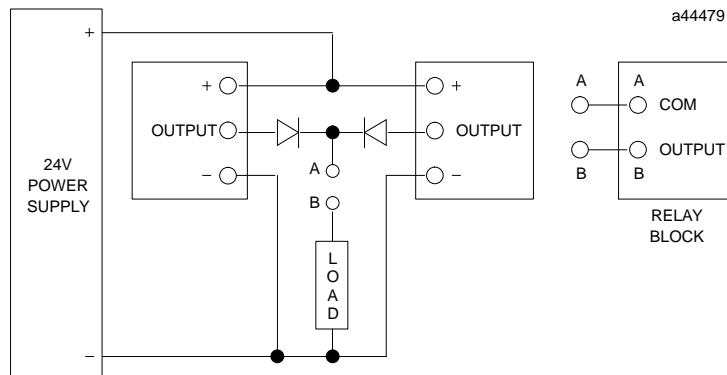 a44479
+
24V
POWER
SUPPLY
−
+
OUTPUT
−
A
B
L
O
A
D
+
OUTPUT
−
A
A
COM
OUTPUT
B
B
RELAY
BLOCK